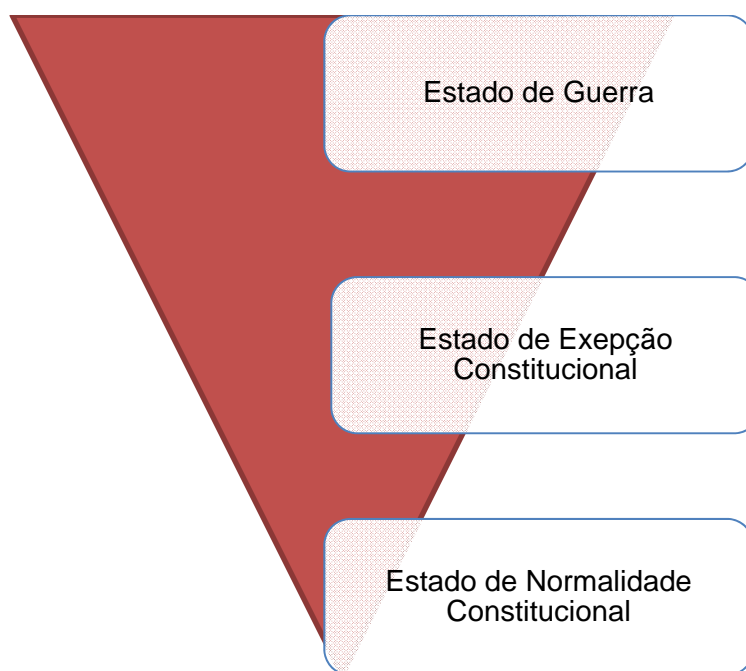 Estado de Guerra
Estado de Exepção
Constitucional
Estado de Normalidade
Constitucional